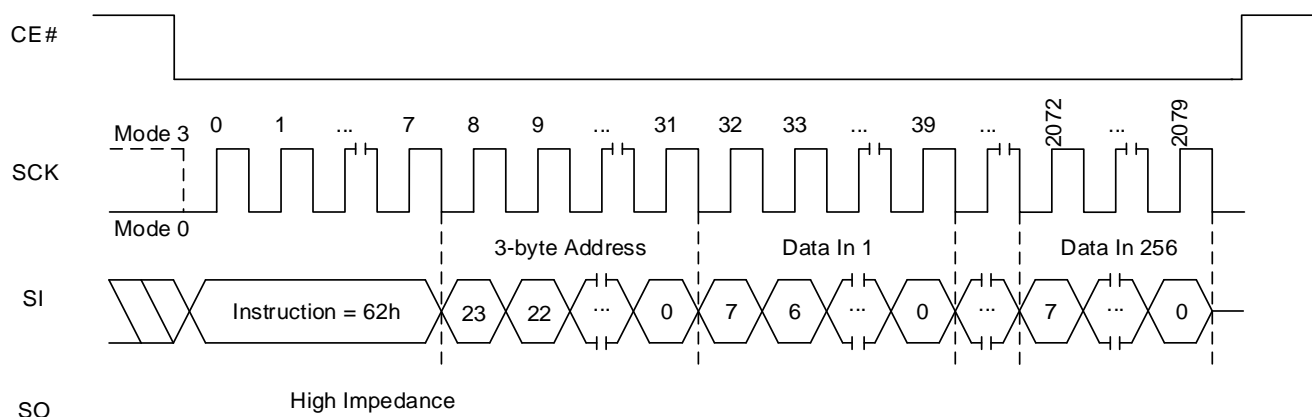 CE#
Mode 3 0 1 ... 7 8 9 ... 31 32 33 ... 39 ... 2072 ... 2079
SCK
Mode 0
3-byte Address Data In 1 Data In 256
SI Instruction = 62h 23 22 ... 0 7 6 ... 0 ... 7 ... 0
High Impedance
SO